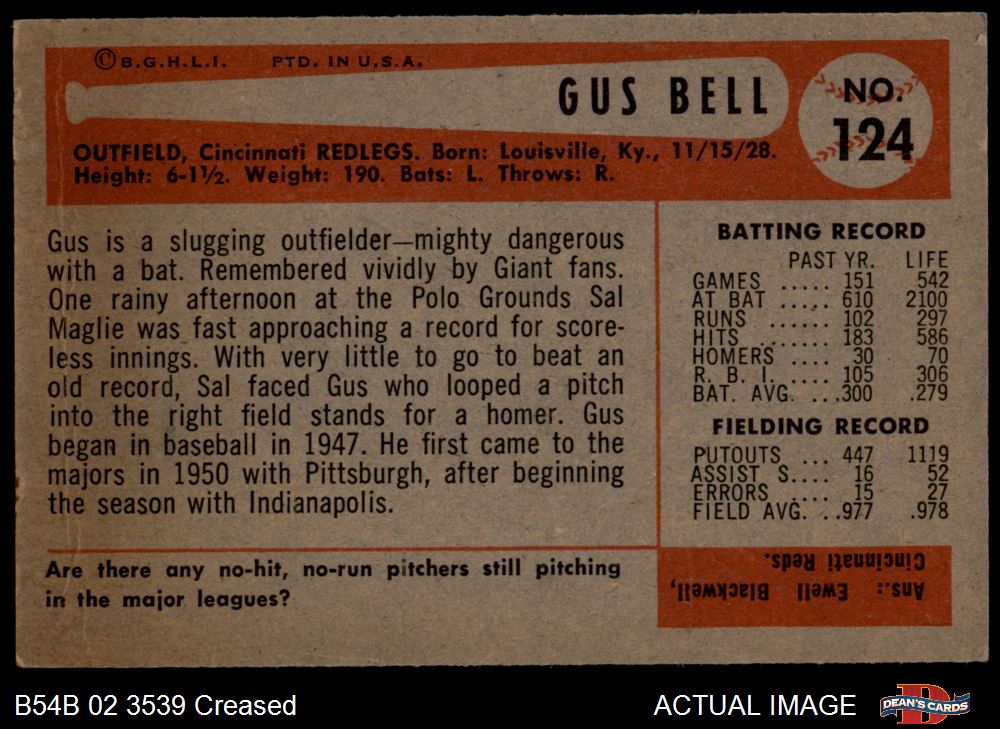 ©B.G.H.L.I. PTD. IN U.S.A.
GUS BELL
NO.
124
OUTFIELD, Cincinnati REDLEGS. Born: Louisville, Ky., 11/15/28.
Height: 6-1½. Weight: 190. Bats: L. Throws: R.
Gus is a slugging outfielder—mighty dangerous
with a bat. Remembered vividly by Giant fans.
One rainy afternoon at the Polo Grounds Sal
Maglie was fast approaching a record for score-
less innings. With very little to go to beat an
old record, Sal faced Gus who looped a pitch
into the right field stands for a homer. Gus
began in baseball in 1947. He first came to the
majors in 1950 with Pittsburgh, after beginning
the season with Indianapolis.
BATTING RECORD
PAST YR. LIFE
GAMES ..... 151 542
AT BAT ..... 610 2100
RUNS ...... 102 297
HITS ....... 183 586
HOMERS .... 30 70
R. B. I. ..... 105 306
BAT. AVG. ...300 .279
FIELDING RECORD
PUTOUTS ... 447 1119
ASSIST S.... 16 52
ERRORS .... 15 27
FIELD AVG. ..977 .978
Are there any no-hit, no-run pitchers still pitching
in the major leagues?
Ans.: Ewell Blackwell,
Cincinnati Reds.
B54B 02 3539 Creased
ACTUAL IMAGE
D
DEAN'S CARDS